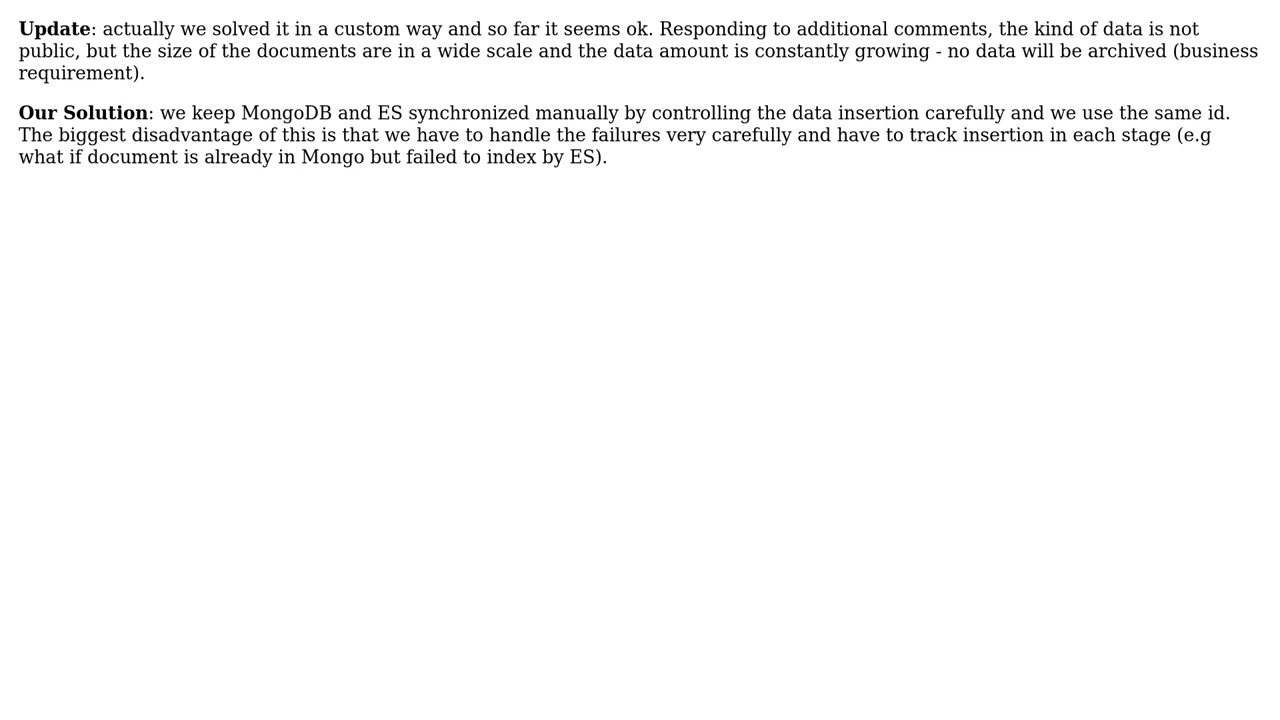 Update: actually we solved it in a custom way and so far it seems ok. Responding to additional comments, the kind of data is not
public, but the size of the documents are in a wide scale and the data amount is constantly growing - no data will be archived (business
requirement).
Our Solution: we keep MongoDB and ES synchronized manually by controlling the data insertion carefully and we use the same id.
The biggest disadvantage of this is that we have to handle the failures very carefully and have to track insertion in each stage (e.g
what if document is already in Mongo but failed to index by ES).